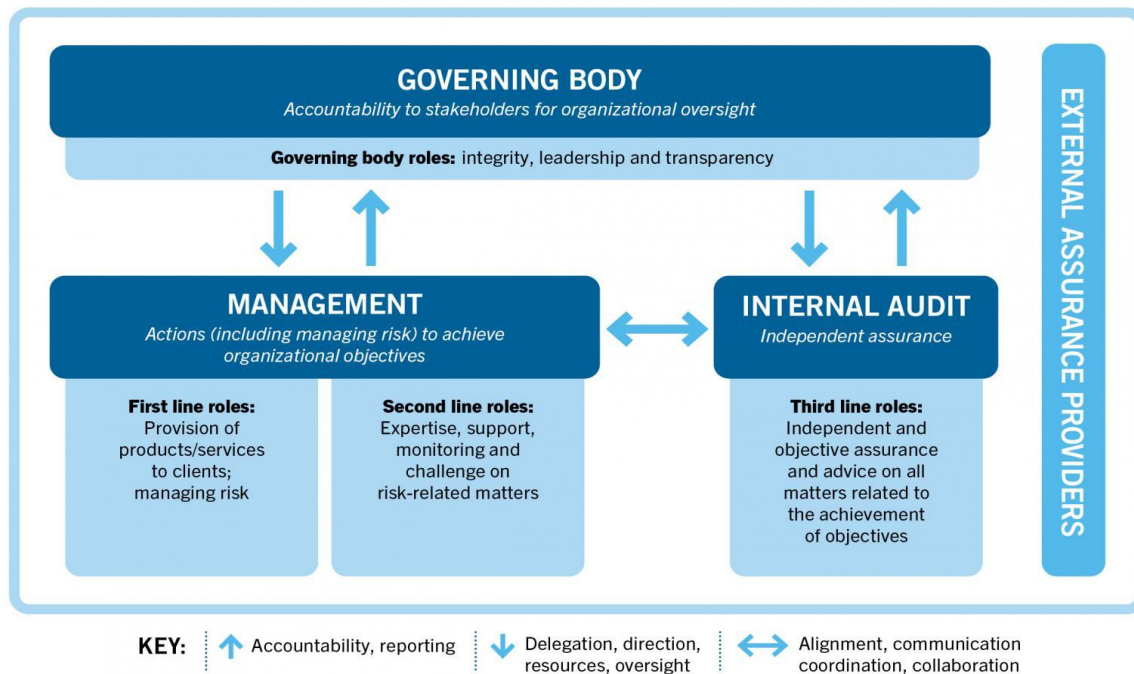 GOVERNING BODY
Accountability to stakeholders for organizational oversight
Governing body roles: integrity, leadership and transparency
MANAGEMENT
Actions (including managing risk) to achieve
organizational objectives
First line roles:
Provision of
products/services
to clients;
managing risk
Second line roles:
Expertise, support,
monitoring and
challenge on
risk-related matters
INTERNAL AUDIT
Independent assurance
Third line roles:
Independent and
objective assurance
and advice on all
matters related to
the achievement
of objectives
EXTERNAL ASSURANCE PROVIDERS
KEY:
Accountability, reporting
Delegation, direction,
resources, oversight
Alignment, communication
coordination, collaboration